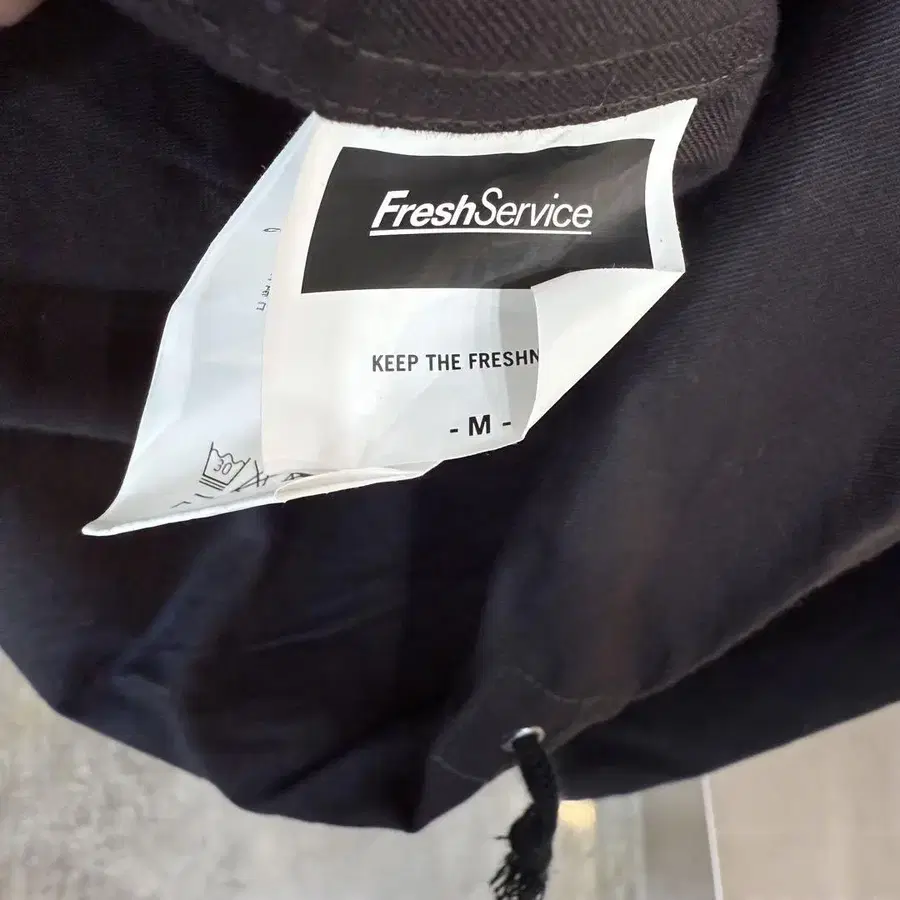 FreshService
KEEP THE FRESHN
- M -
30